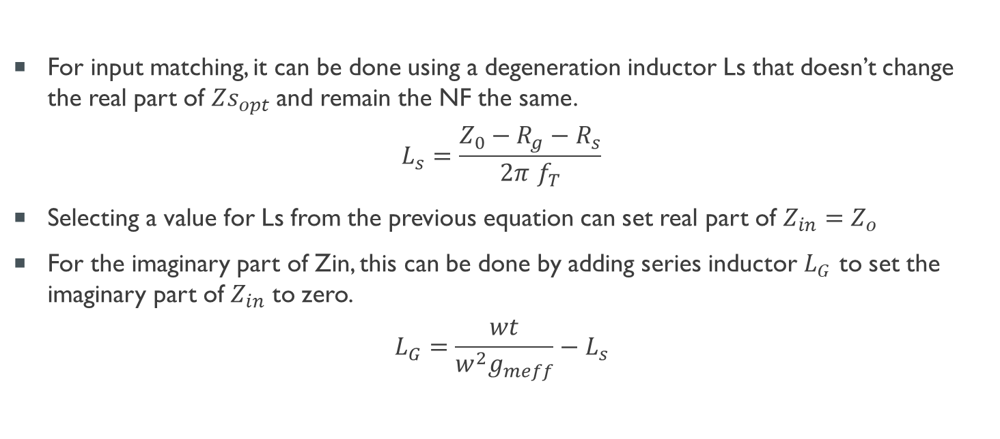 ▪ For input matching, it can be done using a degeneration inductor Ls that doesn't change
the real part of $Zs_{opt}$ and remain the NF the same.
$L_s = \frac{Z_0 - R_g - R_s}{2\pi \, f_T}$
▪ Selecting a value for Ls from the previous equation can set real part of $Z_{in} = Z_o$
▪ For the imaginary part of Zin, this can be done by adding series inductor $L_G$ to set the
imaginary part of $Z_{in}$ to zero.
$L_G = \frac{wt}{w^2 g_{meff}} - L_s$